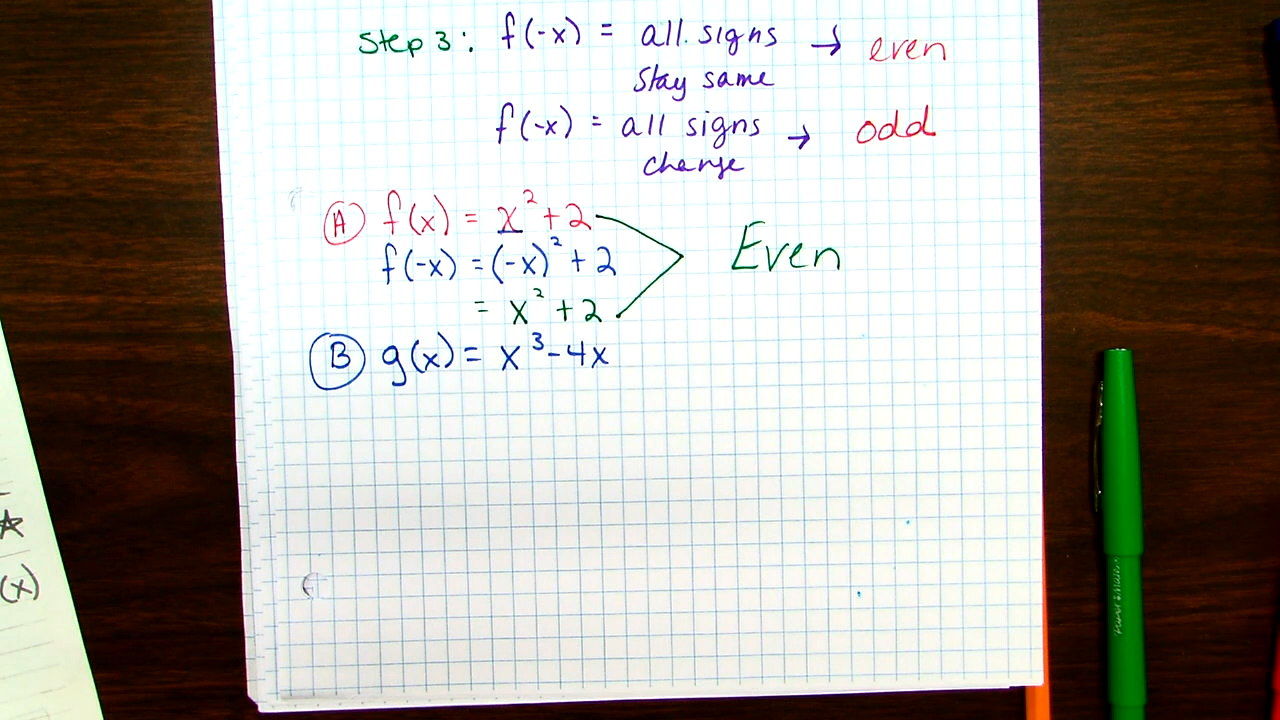 Step 3: f(-x) = all signs → even
stay same
f(-x) = all signs → odd
change
Ⓐ f(x) = x² + 2
f(-x) = (-x)² + 2
= x² + 2
Even
Ⓑ g(x) = x³ - 4x
(x)